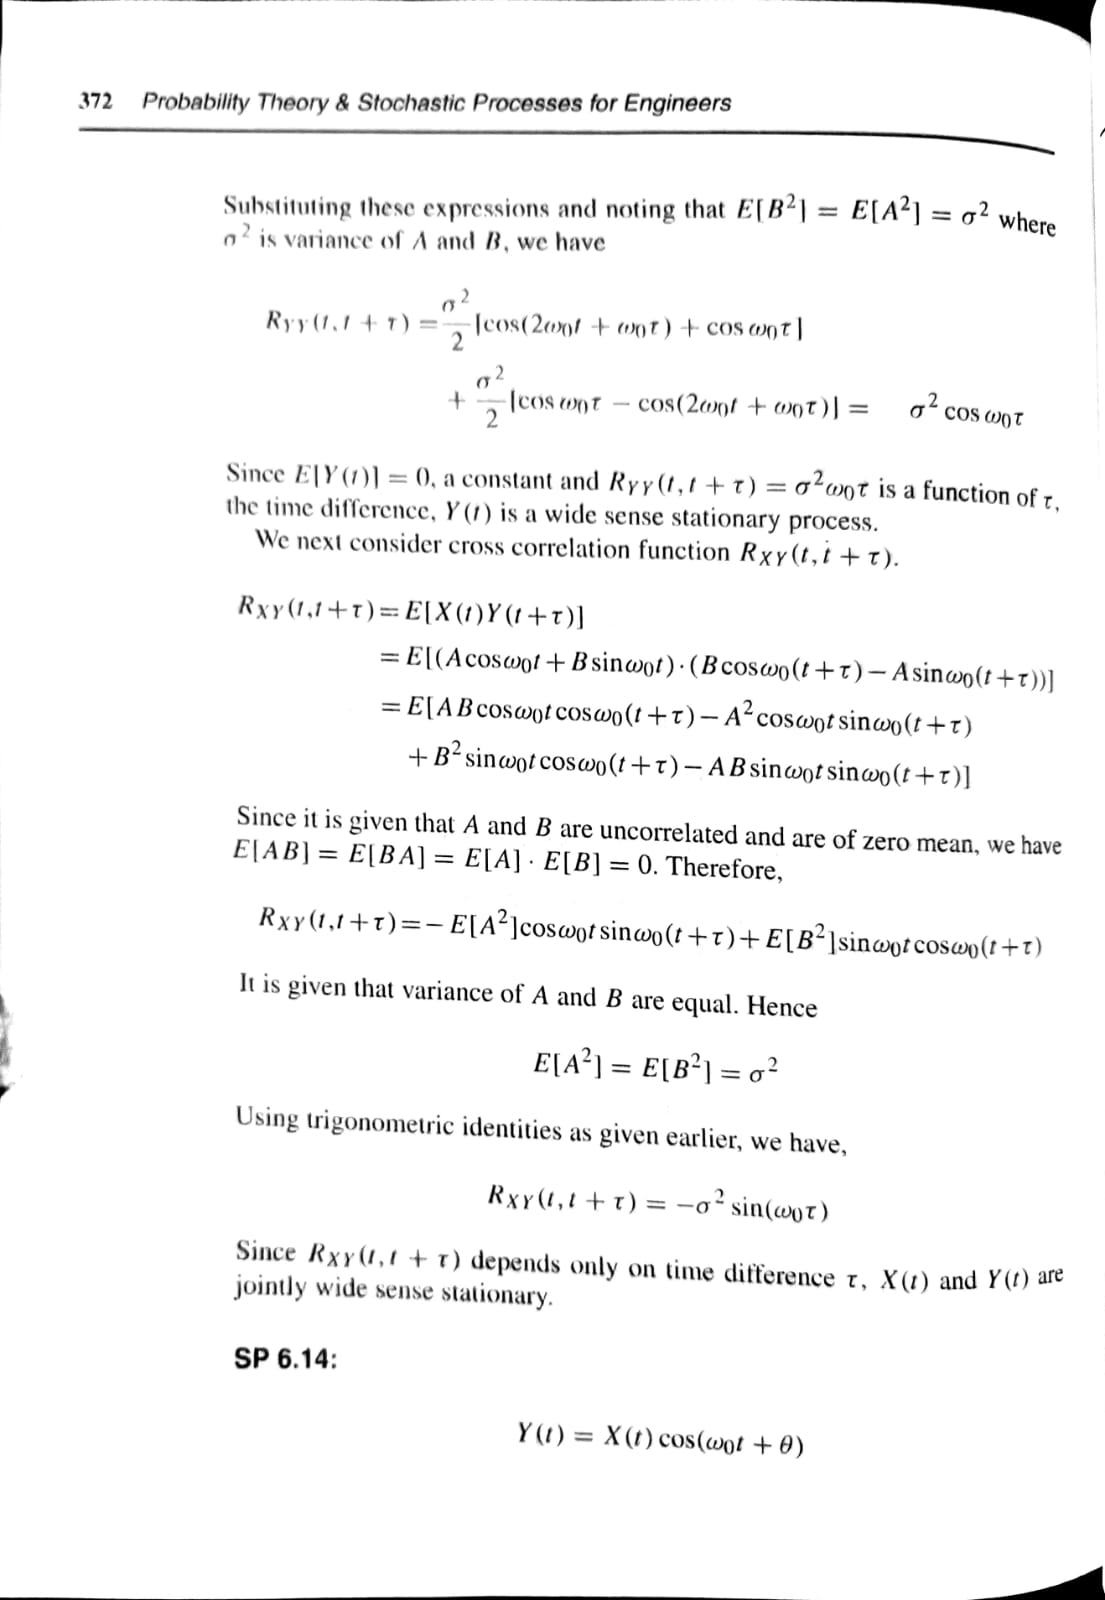 372 Probability Theory & Stochastic Processes for Engineers
Substituting these expressions and noting that E[B²] = E[A²] = σ² where
σ² is variance of A and B, we have
R_YY(t, t + τ) = σ²/2 [cos(2ω₀t + ω₀τ) + cos ω₀τ]
+ σ²/2 [cos ω₀τ − cos(2ω₀t + ω₀τ)] = σ² cos ω₀τ
Since E[Y(t)] = 0, a constant and R_YY(t, t + τ) = σ²ω₀τ is a function of τ,
the time difference, Y(t) is a wide sense stationary process.
We next consider cross correlation function R_XY(t, t + τ).
R_XY(t,t+τ) = E[X(t)Y(t+τ)]
= E[(A cos ω₀t + B sin ω₀t) · (B cos ω₀(t+τ) − A sin ω₀(t+τ))]
= E[AB cos ω₀t cos ω₀(t+τ) − A² cos ω₀t sin ω₀(t+τ)
+ B² sin ω₀t cos ω₀(t+τ) − AB sin ω₀t sin ω₀(t+τ)]
Since it is given that A and B are uncorrelated and are of zero mean, we have
E[AB] = E[BA] = E[A] · E[B] = 0. Therefore,
R_XY(t,t+τ) = − E[A²] cos ω₀t sin ω₀(t+τ) + E[B²] sin ω₀t cos ω₀(t+τ)
It is given that variance of A and B are equal. Hence
E[A²] = E[B²] = σ²
Using trigonometric identities as given earlier, we have,
R_XY(t, t + τ) = −σ² sin(ω₀τ)
Since R_XY(t, t + τ) depends only on time difference τ, X(t) and Y(t) are
jointly wide sense stationary.
SP 6.14:
Y(t) = X(t) cos(ω₀t + θ)